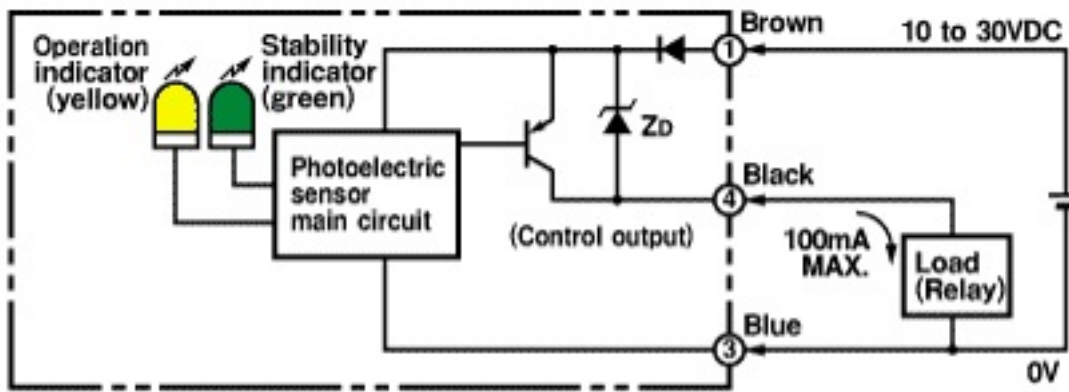 Operation
indicator
(yellow)
Stability
indicator
(green)
Photoelectric
sensor
main circuit
ZD
(Control output)
Brown
1
10 to 30VDC
Black
4
100mA
MAX.
Load
(Relay)
Blue
3
0V